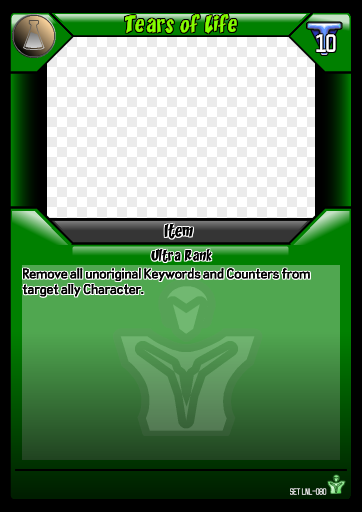 Tears of Life
10
Item
Ultra Rank
Remove all unoriginal Keywords and Counters from
target ally Character.
SET LNL-080